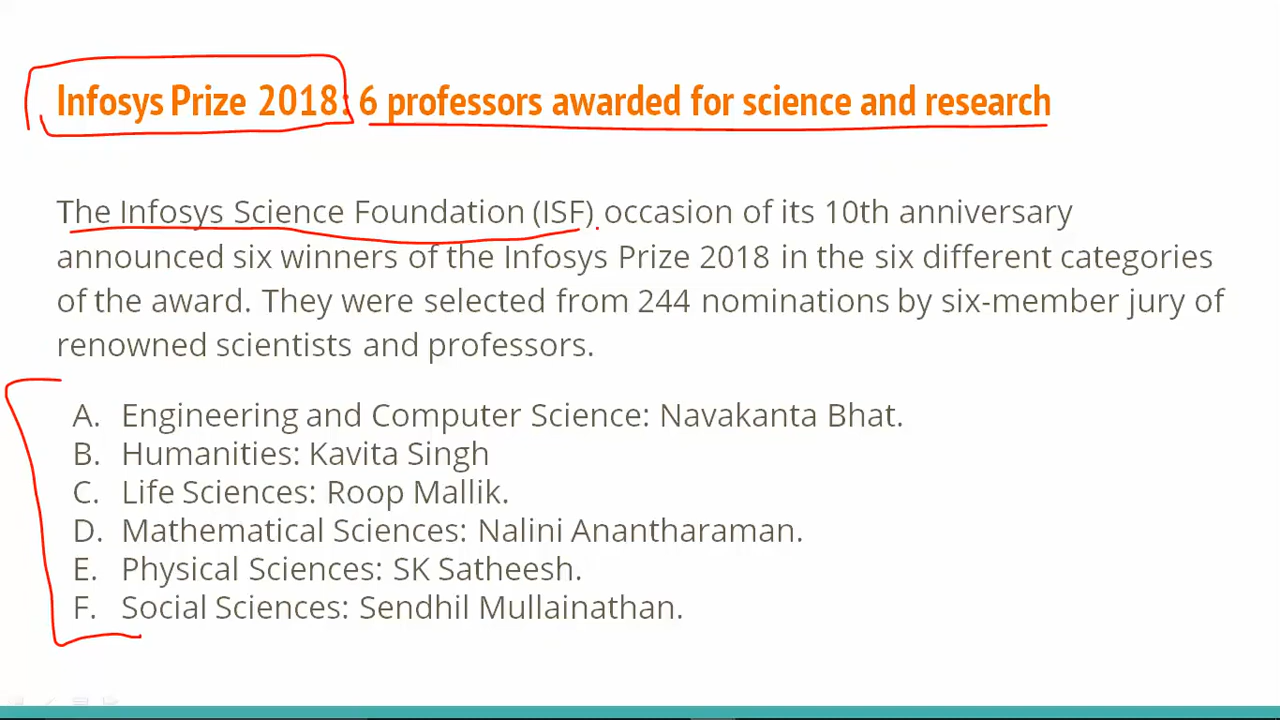 Infosys Prize 2018: 6 professors awarded for science and research
The Infosys Science Foundation (ISF) occasion of its 10th anniversary
announced six winners of the Infosys Prize 2018 in the six different categories
of the award. They were selected from 244 nominations by six-member jury of
renowned scientists and professors.
A. Engineering and Computer Science: Navakanta Bhat.
B. Humanities: Kavita Singh
C. Life Sciences: Roop Mallik.
D. Mathematical Sciences: Nalini Anantharaman.
E. Physical Sciences: SK Satheesh.
F. Social Sciences: Sendhil Mullainathan.